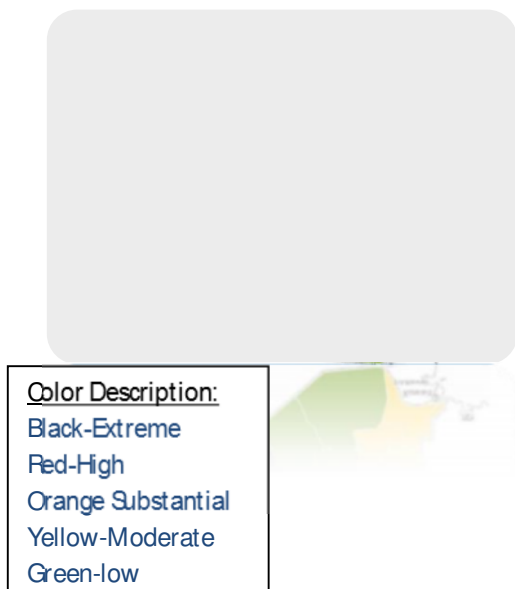 Color Description:
Black-Extreme
Red-High
Orange Substantial
Yellow-Moderate
Green-low